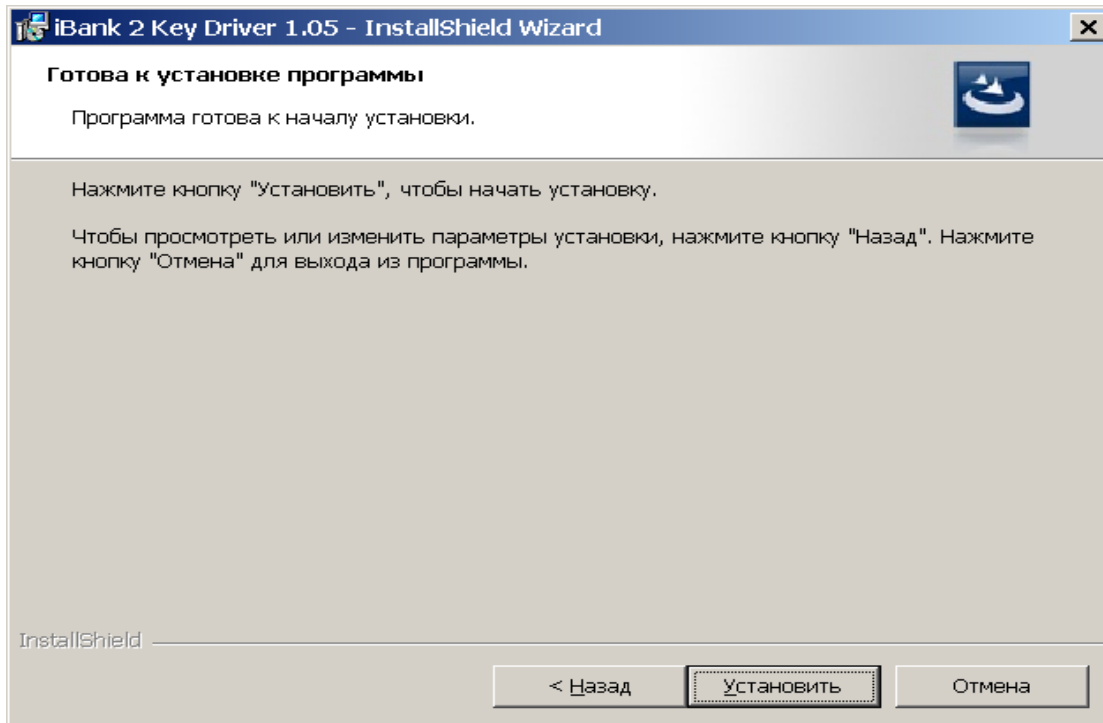 iBank 2 Key Driver 1.05 - InstallShield Wizard
Готова к установке программы
Программа готова к началу установки.
Нажмите кнопку "Установить", чтобы начать установку.
Чтобы просмотреть или изменить параметры установки, нажмите кнопку "Назад". Нажмите
кнопку "Отмена" для выхода из программы.
InstallShield
< Назад
Установить
Отмена